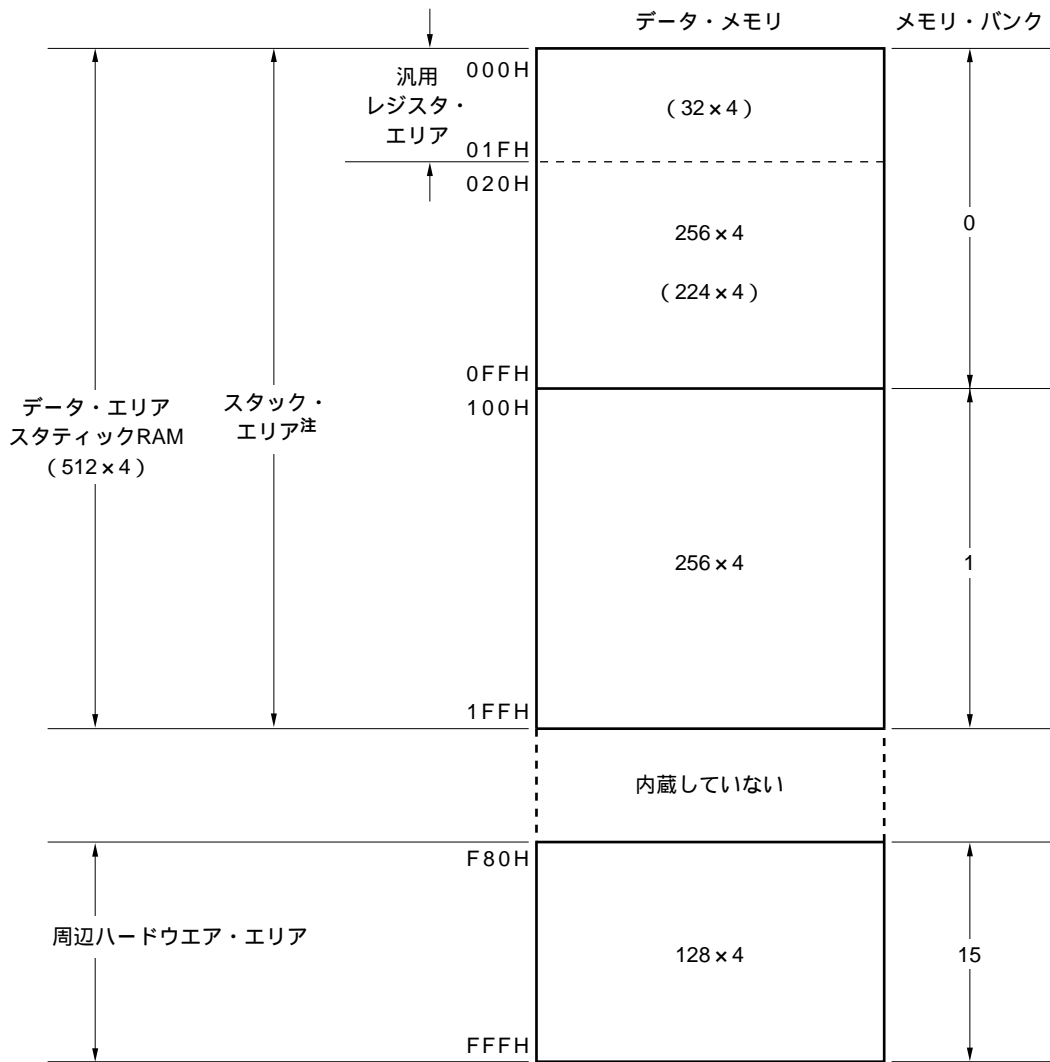 データ・メモリ
メモリ・バンク
汎用
レジスタ・
エリア
000H
(32×4)
01FH
020H
256×4
(224×4)
0
0FFH
100H
データ・エリア
スタティックRAM
(512×4)
スタック・
エリア注
256×4
1
1FFH
内蔵していない
F80H
周辺ハードウエア・エリア
128×4
15
FFFH